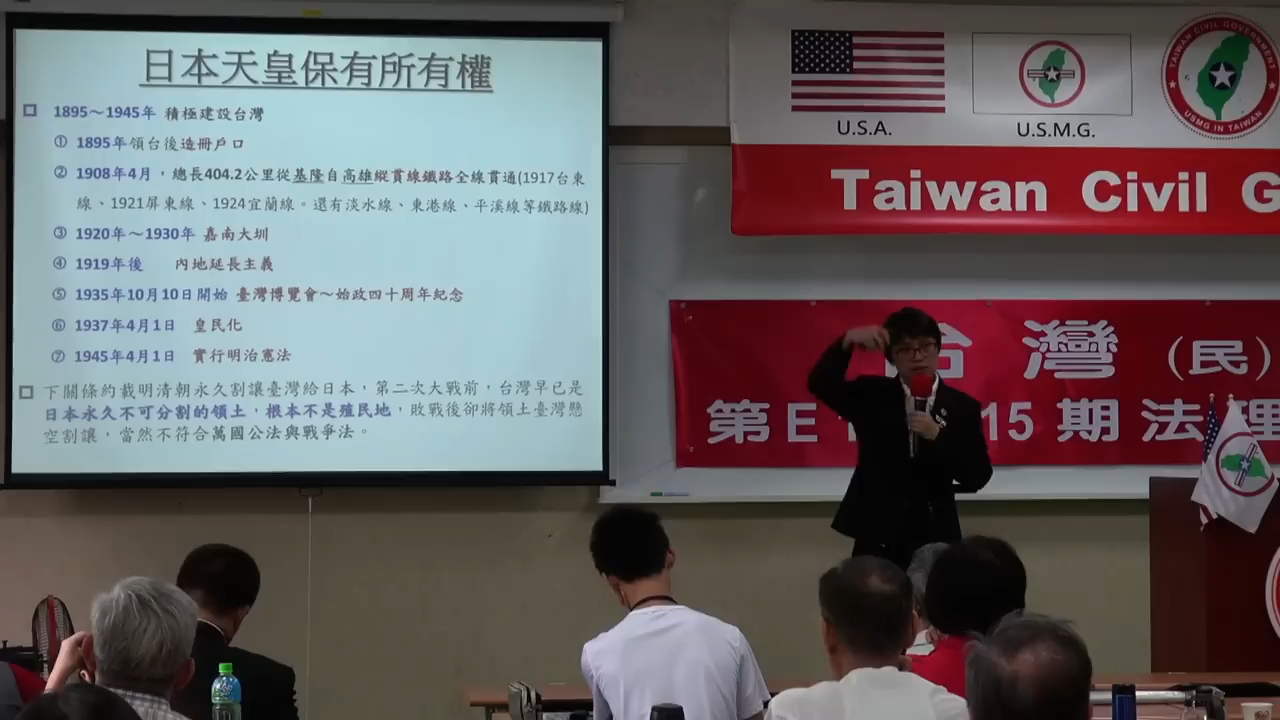 日本天皇保有所有權
1895～1945年 積極建設台灣
① 1895年領台後造冊戶口
② 1908年4月，總長404.2公里從基隆自高雄縱貫線鐵路全線貫通(1917台東
線、1921屏東線、1924宜蘭線。還有淡水線、東港線、平溪線等鐵路線)
③ 1920年～1930年 嘉南大圳
④ 1919年後 內地延長主義
⑤ 1935年10月10日開始 臺灣博覽會～始政四十周年紀念
⑥ 1937年4月1日 皇民化
⑦ 1945年4月1日 實行明治憲法
下關條約載明清朝永久割讓臺灣給日本，第二次大戰前，台灣早已是
日本永久不可分割的領土，根本不是殖民地，敗戰後卻將領土臺灣懸
空割讓，當然不符合萬國公法與戰爭法。
U.S.A.
U.S.M.G.
TAIWAN CIVIL GOVERNMENT
USMG IN TAIWAN
Taiwan Civil G
台灣(民)
第E 15期法理